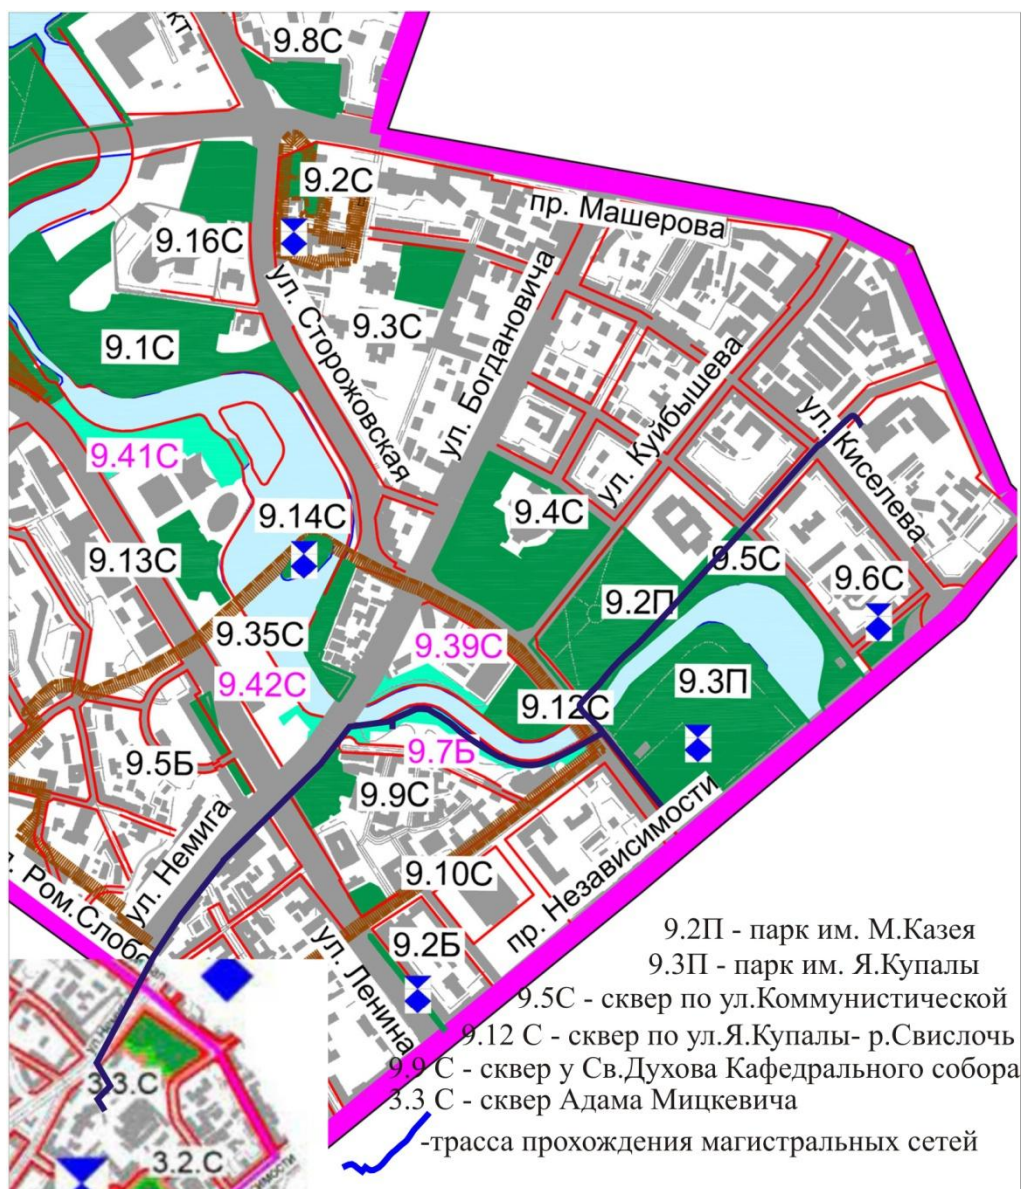 кт
9.8С
9.2С
пр. Машерова
9.16С
ул. Сторожовская
9.3С
ул. Богдановича
9.1С
ул. Куйбышева
ул. Киселева
9.41С
9.4С
9.14С
9.13С
9.5С
9.6С
9.2П
9.35С
9.39С
9.42С
9.3П
9.12С
9.5Б
9.7Б
9.9С
ул. Немига
пр. Независимости
9.10С
л. Ром.Слобо
ул. Ленина
9.2Б
9.2П - парк им. М.Казея
9.3П - парк им. Я.Купалы
9.5С - сквер по ул.Коммунистической
9.12 С - сквер по ул.Я.Купалы- р.Свислочь
9.9 С - сквер у Св.Духова Кафедрального собора
3.3.С
3.3 С - сквер Адама Мицкевича
-трасса прохождения магистральных сетей
3.2.С